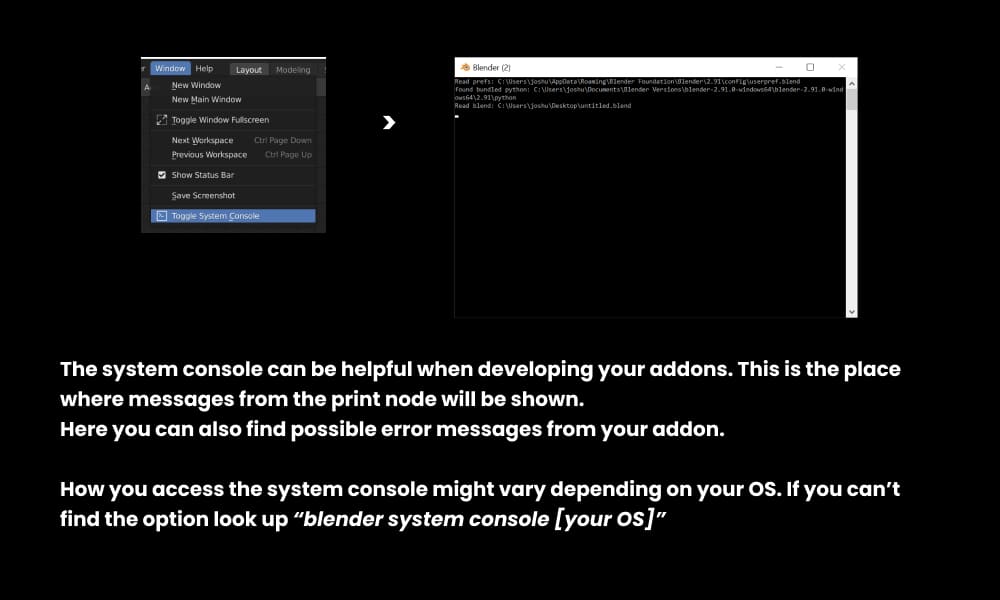 Window Help Layout Modeling
New Window
New Main Window
Toggle Window Fullscreen
Next Workspace Ctrl Page Down
Previous Workspace Ctrl Page Up
Show Status Bar
Save Screenshot
Toggle System Console
Blender (2)
Read prefs: C:\Users\joshu\AppData\Roaming\Blender Foundation\Blender\2.91\config\userpref.blend
Found bundled python: C:\Users\joshu\Documents\Blender Versions\blender-2.91.0-windows64\blender-2.91.0-wind
ows64\2.91\python
Read blend: C:\Users\joshu\Desktop\untitled.blend
The system console can be helpful when developing your addons. This is the place
where messages from the print node will be shown.
Here you can also find possible error messages from your addon.
How you access the system console might vary depending on your OS. If you can’t
find the option look up “blender system console [your OS]”